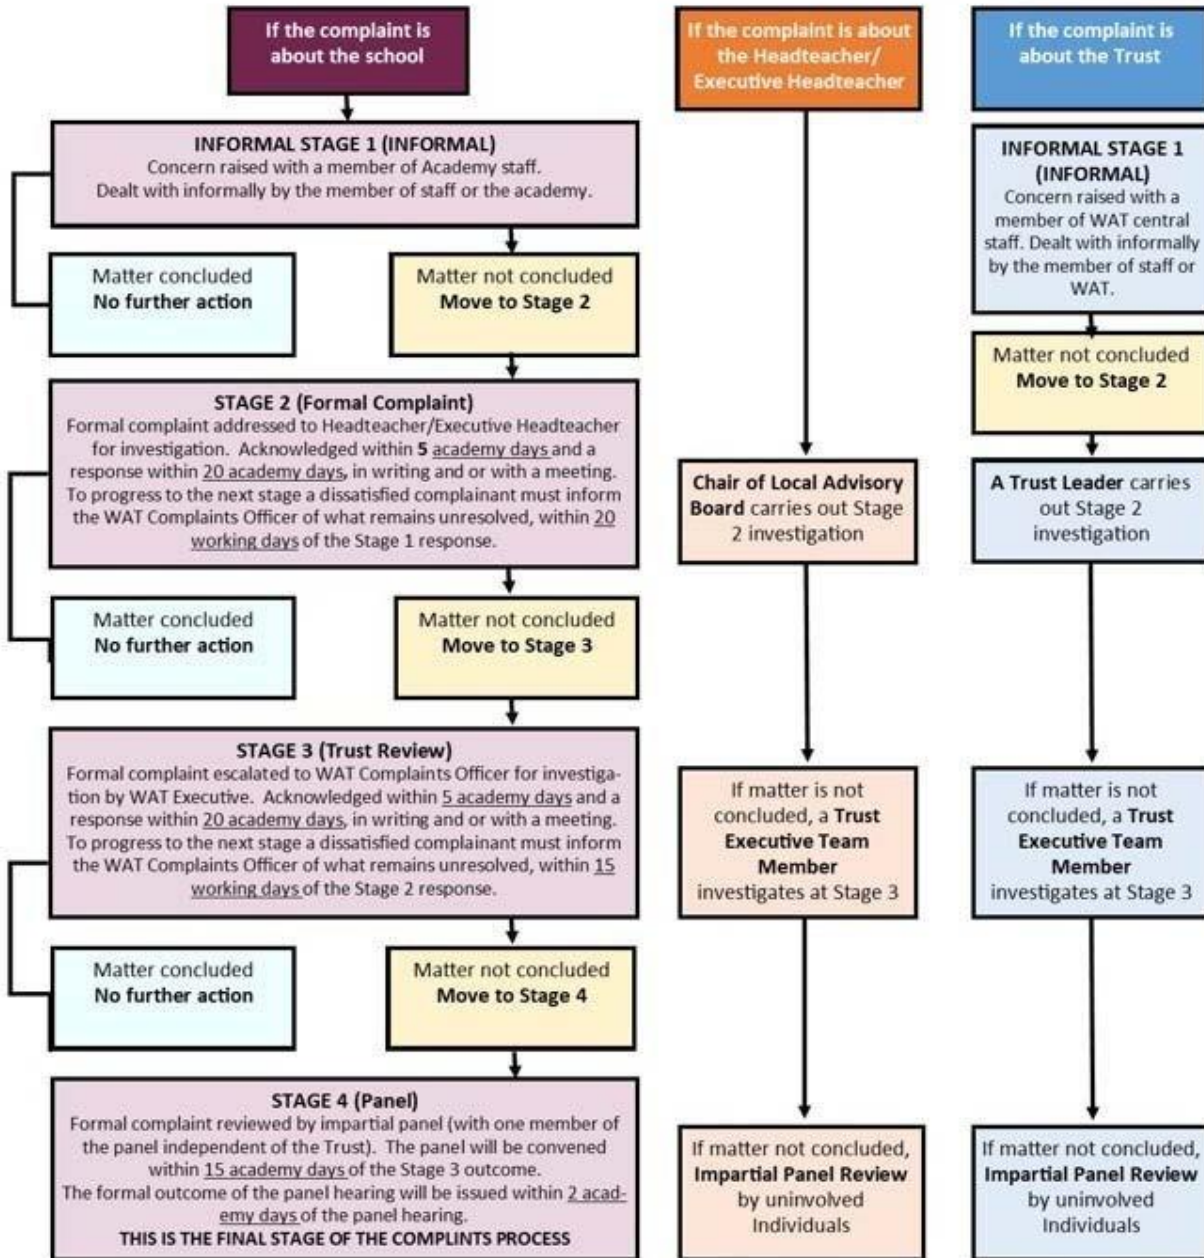 If the complaint is
about the school
INFORMAL STAGE 1 (INFORMAL)
Concern raised with a member of Academy staff.
Dealt with informally by the member of staff or the academy.
Matter concluded
No further action
Matter not concluded
Move to Stage 2
STAGE 2 (Formal Complaint)
Formal complaint addressed to Headteacher/Executive Headteacher
for investigation. Acknowledged within 5 academy days and a
response within 20 academy days, in writing and or with a meeting.
To progress to the next stage a dissatisfied complainant must inform
the WAT Complaints Officer of what remains unresolved, within 20
working days of the Stage 1 response.
Matter concluded
No further action
Matter not concluded
Move to Stage 3
STAGE 3 (Trust Review)
Formal complaint escalated to WAT Complaints Officer for investiga-
tion by WAT Executive. Acknowledged within 5 academy days and a
response within 20 academy days, in writing and or with a meeting.
To progress to the next stage a dissatisfied complainant must inform
the WAT Complaints Officer of what remains unresolved, within 15
working days of the Stage 2 response.
Matter concluded
No further action
Matter not concluded
Move to Stage 4
STAGE 4 (Panel)
Formal complaint reviewed by impartial panel (with one member of
the panel independent of the Trust). The panel will be convened
within 15 academy days of the Stage 3 outcome.
The formal outcome of the panel hearing will be issued within 2 acad-
emy days of the panel hearing.
THIS IS THE FINAL STAGE OF THE COMPLINTS PROCESS
If the complaint is about
the Headteacher/
Executive Headteacher
Chair of Local Advisory
Board carries out Stage
2 investigation
If matter is not
concluded, a Trust
Executive Team
Member
investigates at Stage 3
If matter not concluded,
Impartial Panel Review
by uninvolved
Individuals
If the complaint is
about the Trust
INFORMAL STAGE 1
(INFORMAL)
Concern raised with a
member of WAT central
staff. Dealt with informally
by the member of staff or
WAT.
Matter not concluded
Move to Stage 2
A Trust Leader carries
out Stage 2
investigation
If matter is not
concluded, a Trust
Executive Team
Member
investigates at Stage 3
If matter not concluded,
Impartial Panel Review
by uninvolved
Individuals